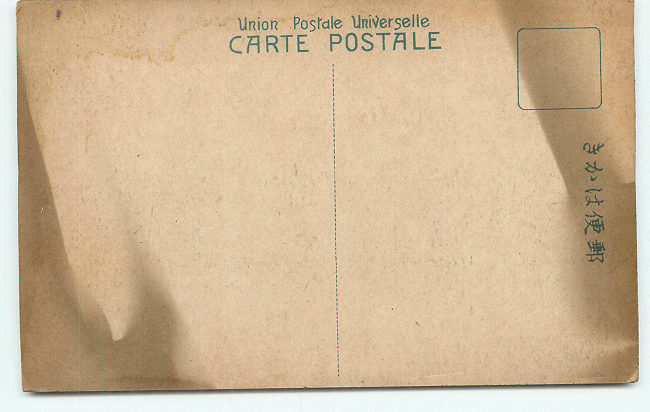 Union Postale Universelle
CARTE POSTALE
きがは便郵